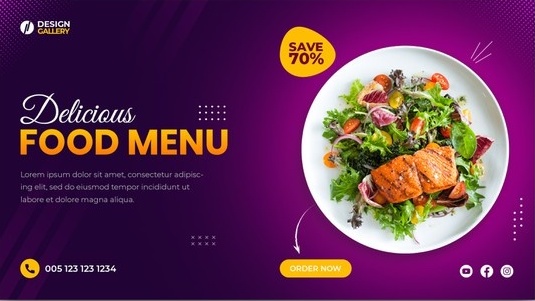 DESIGN
GALLERY
SAVE
70%
Delicious
FOOD MENU
Lorem ipsum dolor sit amet, consectetur adipisc-
ing elit, sed do eiusmod tempor incididunt ut
labore et dolore magna aliqua.
005 123 123 1234
ORDER NOW